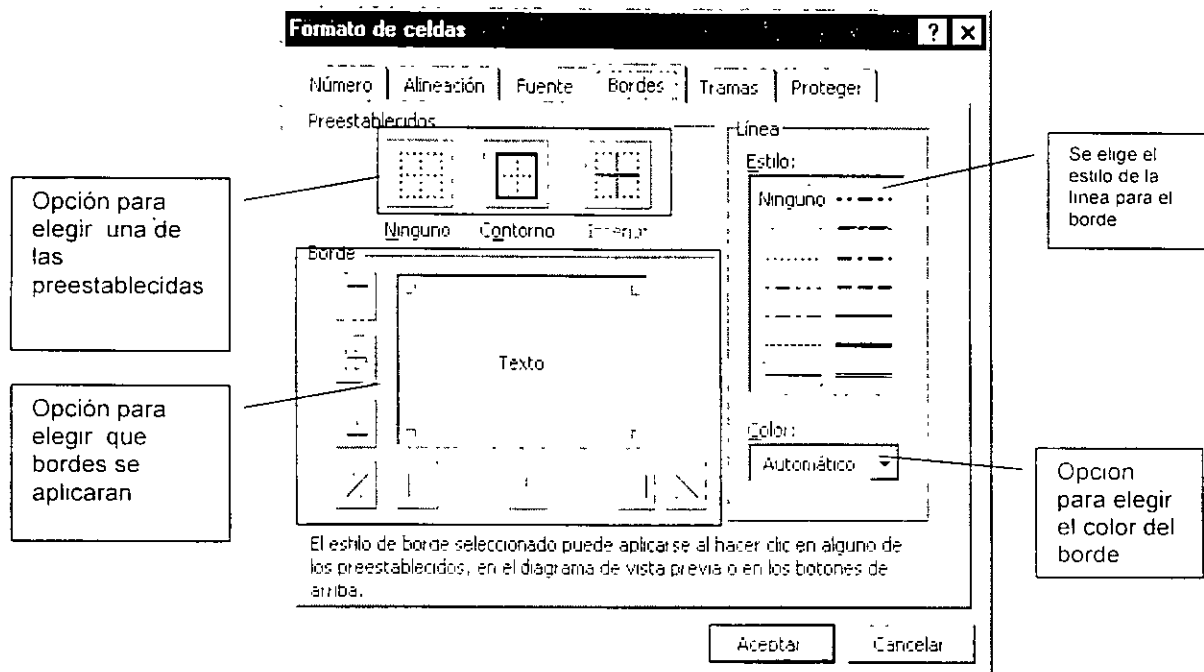 Formato de celdas
Número Alineación Fuente Bordes Tramas Proteger
Preestablecidos
Ninguno Contorno Interior
Borde
Texto
Línea
Estilo:
Ninguno
Color:
Automático
El estilo de borde seleccionado puede aplicarse al hacer clic en alguno de
los preestablecidos, en el diagrama de vista previa o en los botones de
arriba.
Aceptar Cancelar
Opción para
elegir una de
las
preestablecidas
Opción para
elegir que
bordes se
aplicaran
Se elige el
estilo de la
linea para el
borde
Opcion
para elegir
el color del
borde